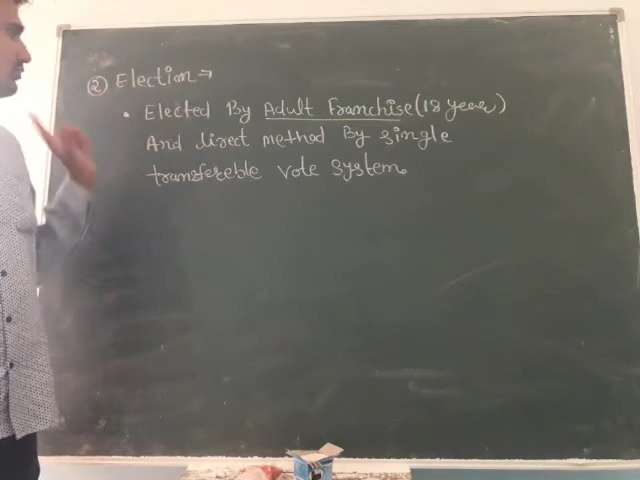 ② Election →
• Elected By Adult Franchise (18 year)
And direct method By single
transfereble vote system.